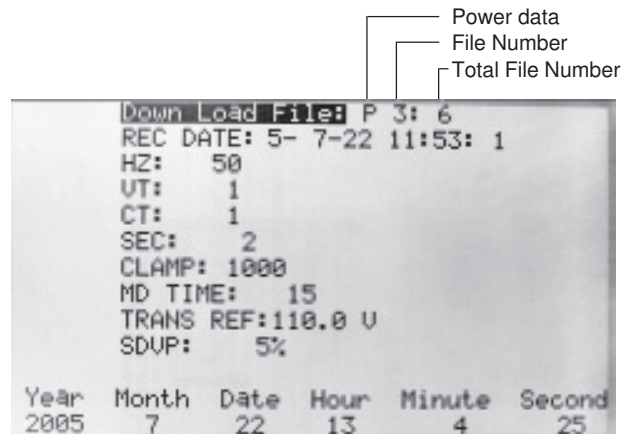 Power data
File Number
Total File Number
Down Load File: P 3: 6
REC DATE: 5- 7-22 11:53: 1
HZ: 50
VT: 1
CT: 1
SEC: 2
CLAMP: 1000
MD TIME: 15
TRANS REF:110.0 V
SDVP: 5%
Year Month Date Hour Minute Second
2005 7 22 13 4 25